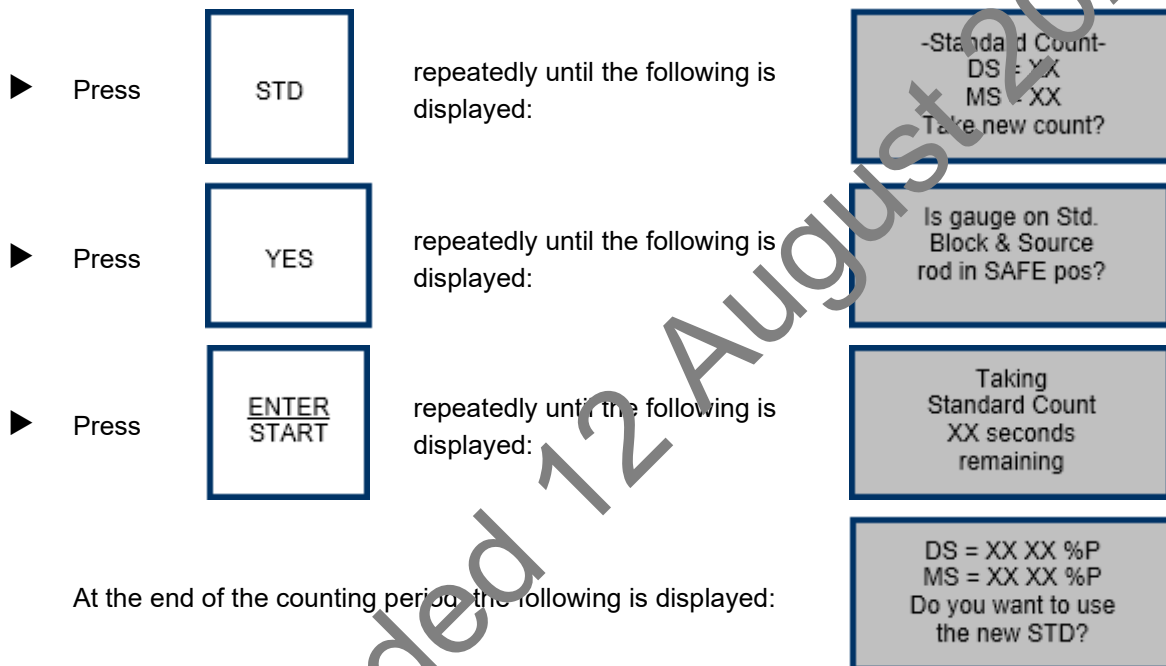 Press
STD
repeatedly until the following is
displayed:
-Standard Count-
DS = XX
MS = XX
Take new count?
Press
YES
repeatedly until the following is
displayed:
Is gauge on Std.
Block & Source
rod in SAFE pos?
Press
ENTER
START
repeatedly until the following is
displayed:
Taking
Standard Count
XX seconds
remaining
At the end of the counting period, the following is displayed:
DS = XX XX %P
MS = XX XX %P
Do you want to use
the new STD?
12 August